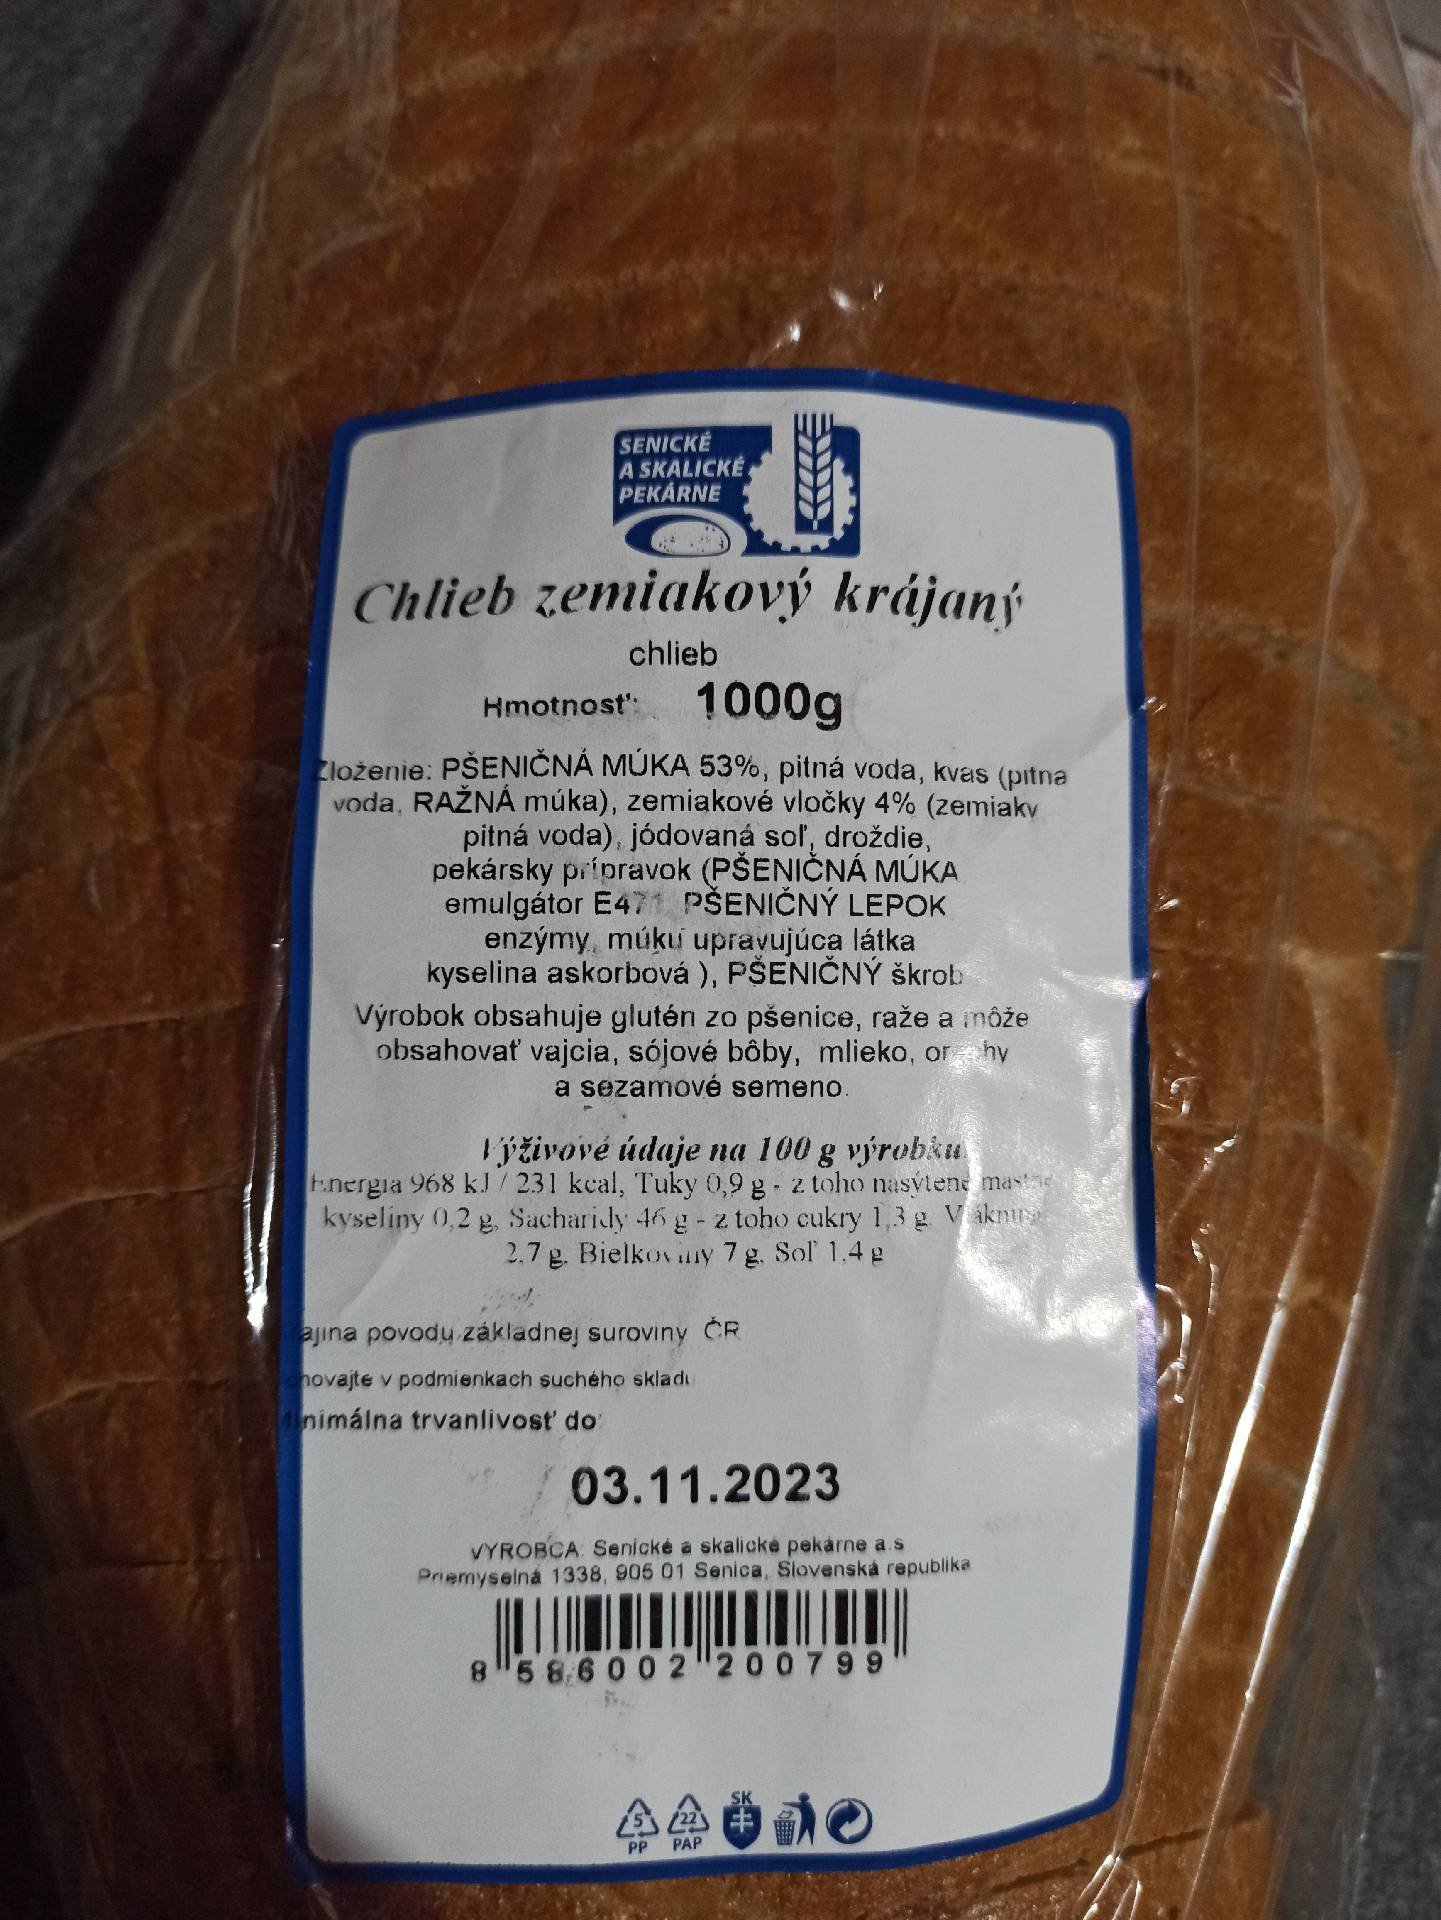 SENICKÉ
A SKALICKÉ
PEKÁRNE
Chlieb zemiakový krájaný
chlieb
Hmotnosť: 1000g
Zloženie: PŠENIČNÁ MÚKA 53%, pitná voda, kvas (pitná
voda, RAŽNÁ múka), zemiakové vločky 4% (zemiaky
pitná voda), jódovaná soľ, droždie,
pekársky prípravok (PŠENIČNÁ MÚKA
emulgátor E471 PŠENIČNÝ LEPOK
enzýmy, múku upravujúca látka
kyselina askorbová ), PŠENIČNÝ škrob
Výrobok obsahuje glutén zo pšenice, raže a môže
obsahovať vajcia, sójové bôby, mlieko, orechy
a sezamové semeno.
Výživové údaje na 100 g výrobku:
Energia 968 kJ / 231 kcal, Tuky 0,9 g - z toho nasýtené mastné
kyseliny 0,2 g, Sacharidy 46 g - z toho cukry 1,3 g, Vláknina
2,7 g, Bielkoviny 7 g, Soľ 1.4 g
Krajina povodu základnej suroviny ČR
chovajte v podmienkach suchého skladu
Minimálna trvanlivosť do:
03.11.2023
VYROBCA: Senické a skalické pekárne a.s
Priemyselná 1338, 905 01 Senica, Slovenská republika
8 586002 200799
5 22 SK
PP PAP